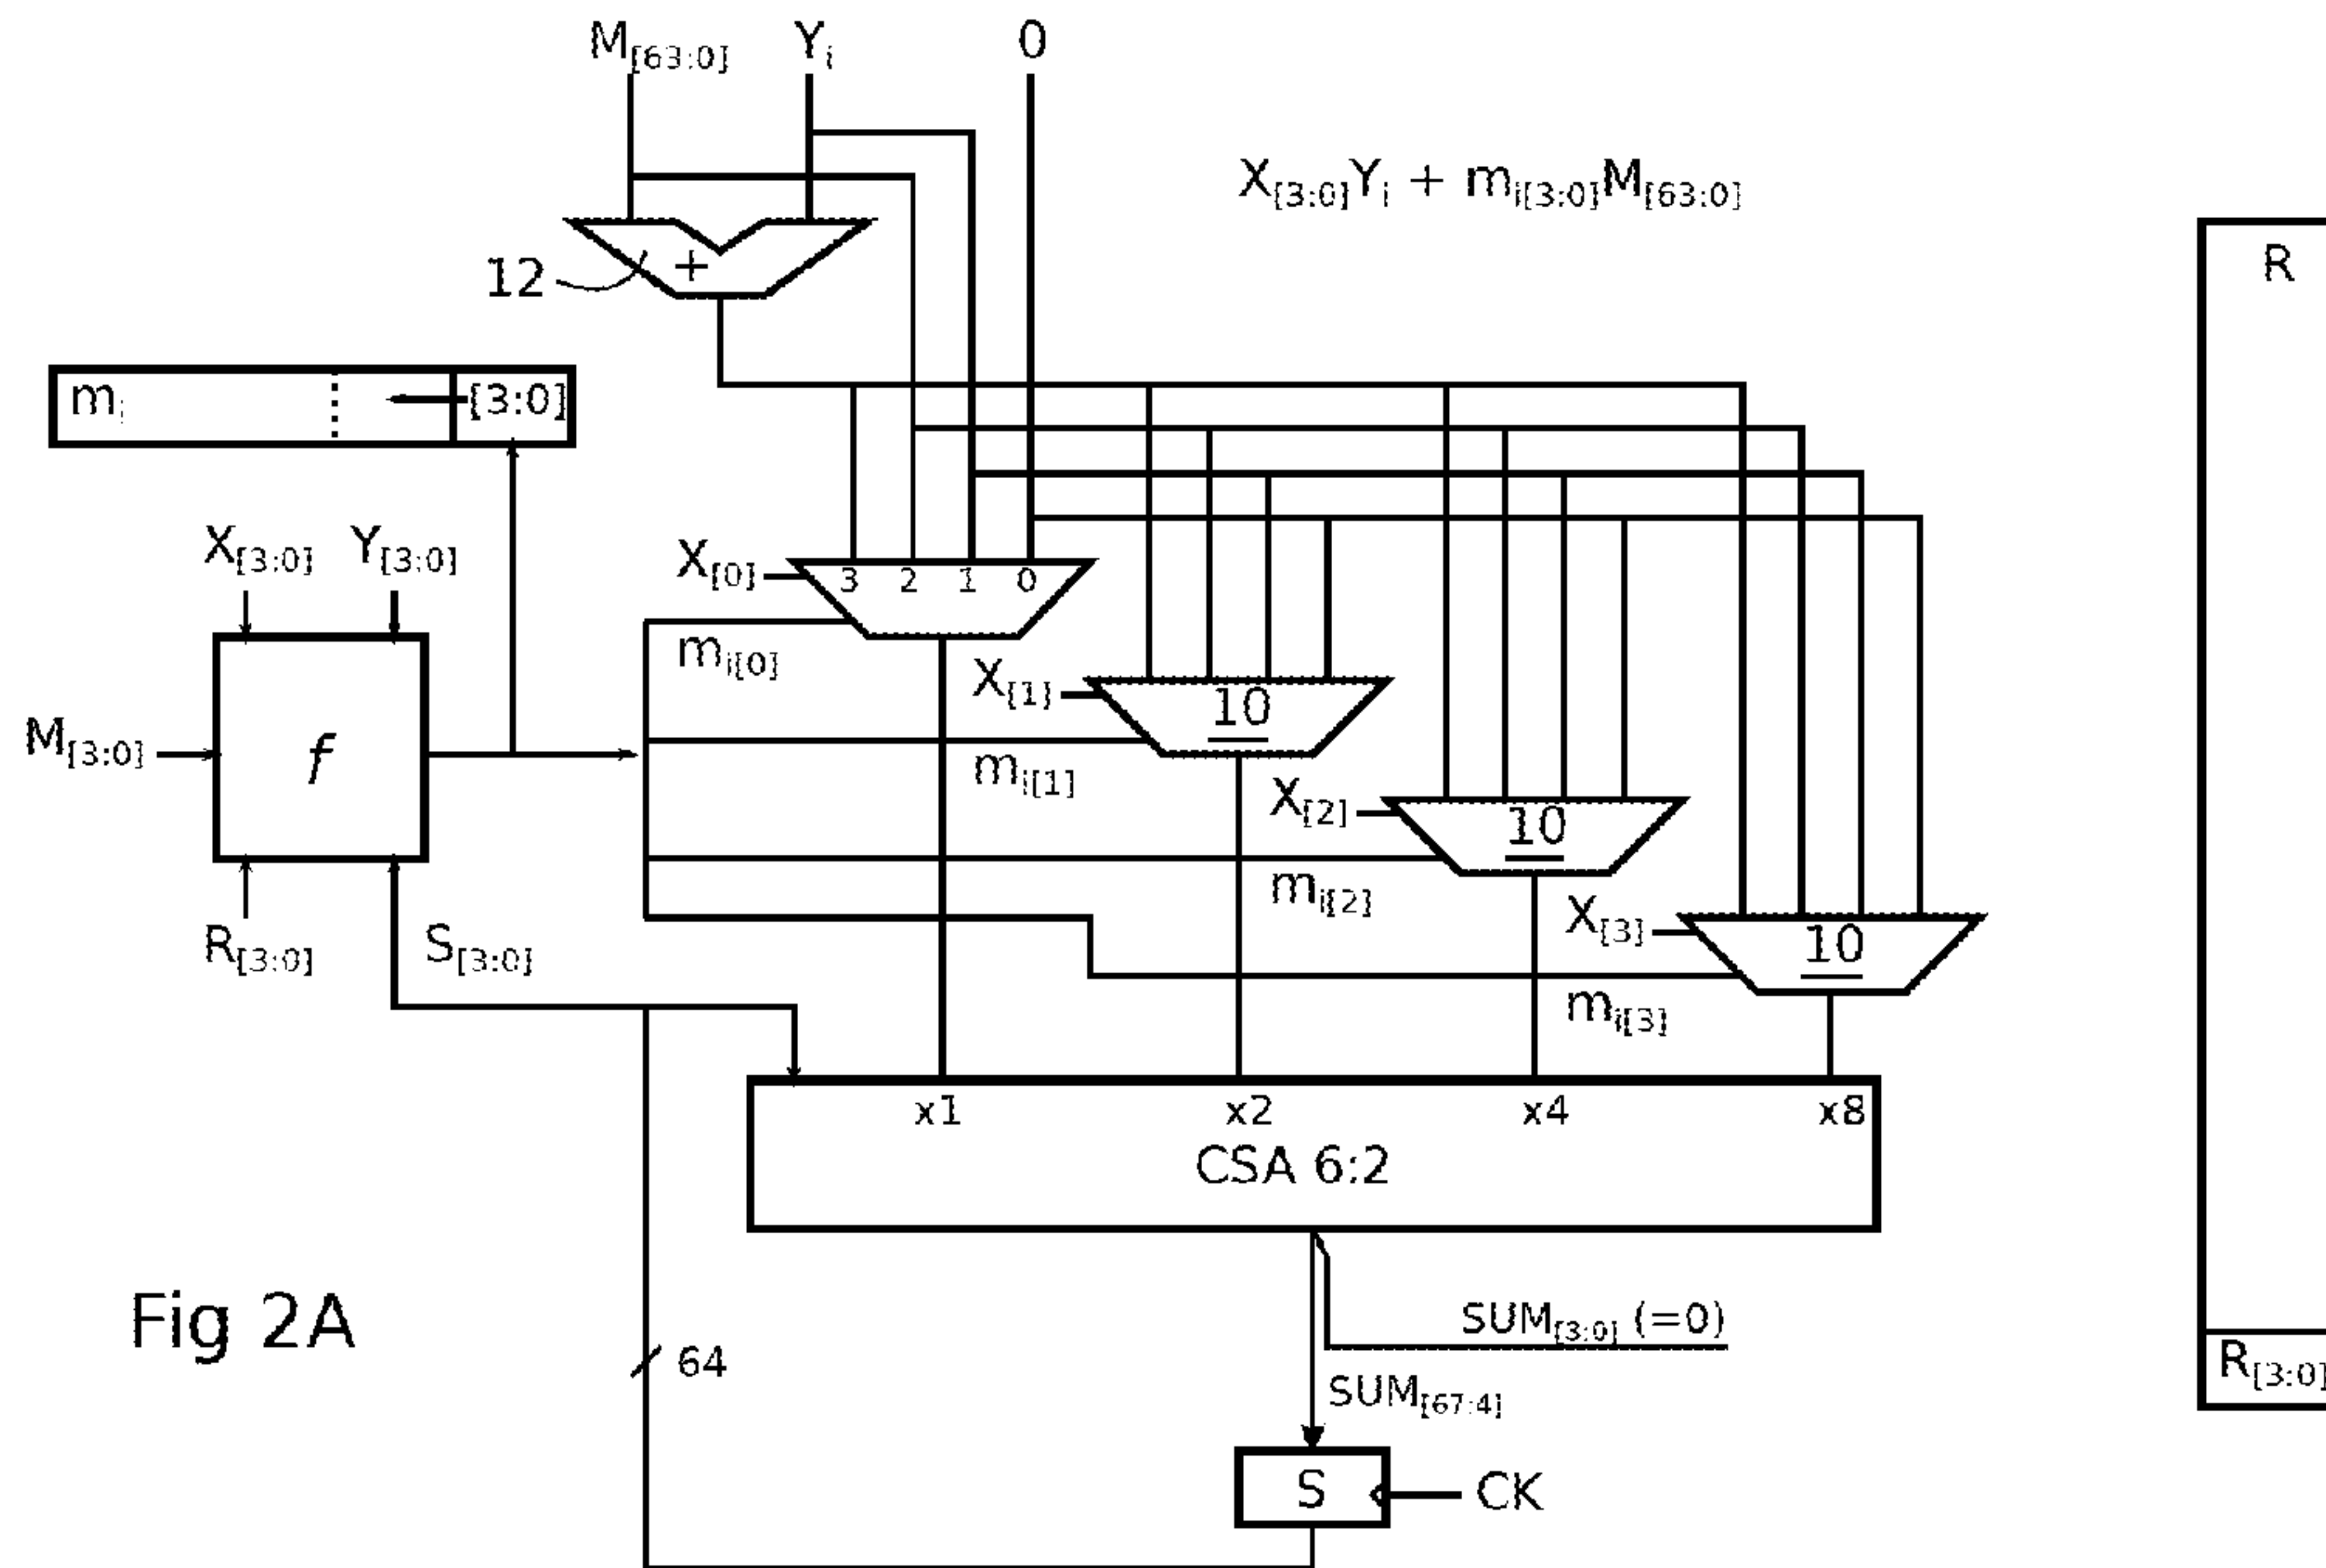 M[63:0] Yi 0
X[3:0]Yi + mi[3:0]M[63:0]
R
12 +
mi [3:0]
X[3:0] Y[3:0]
X[0] 3 2 1 0
mi[0]
X[1] 10
M[3:0] f
mi[1]
X[2] 10
mi[2]
X[3] 10
R[3:0] S[3:0]
mi[3]
x1 x2 x4 x8
CSA 6:2
Fig 2A
SUM[3:0] (=0)
64
R[3:0]
SUM[67:4]
S CK